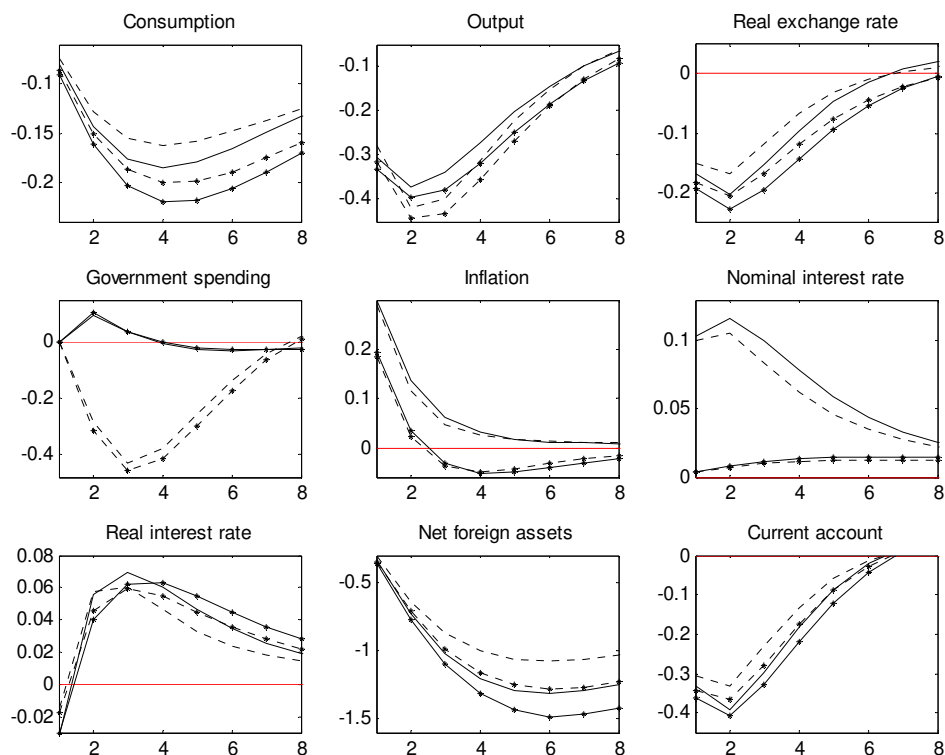 Consumption
-0.1
-0.15
-0.2
2 4 6 8
Output
-0.1
-0.2
-0.3
-0.4
2 4 6 8
Real exchange rate
0
-0.1
-0.2
2 4 6 8
Government spending
0
-0.2
-0.4
2 4 6 8
Inflation
0.2
0.1
0
2 4 6 8
Nominal interest rate
0.1
0.05
0
2 4 6 8
Real interest rate
0.08
0.06
0.04
0.02
0
-0.02
2 4 6 8
Net foreign assets
-0.5
-1
-1.5
2 4 6 8
Current account
0
-0.1
-0.2
-0.3
-0.4
2 4 6 8